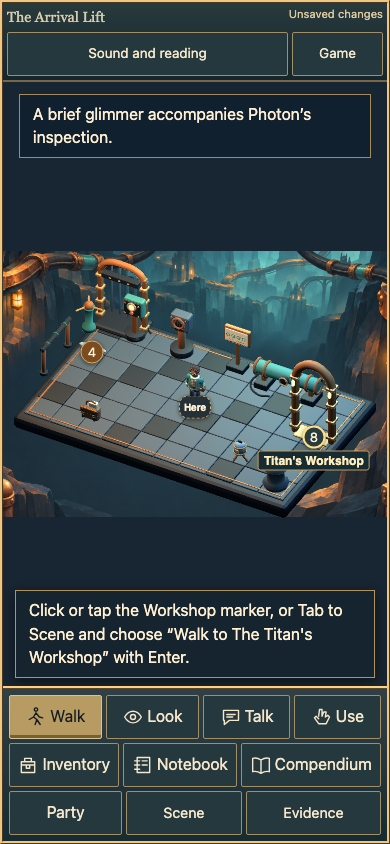 The Arrival Lift
Unsaved changes
Sound and reading
Game
A brief glimmer accompanies Photon’s
inspection.
4
Here
8
Titan's Workshop
Click or tap the Workshop marker, or Tab to
Scene and choose “Walk to The Titan's
Workshop” with Enter.
Walk
Look
Talk
Use
Inventory
Notebook
Compendium
Party
Scene
Evidence